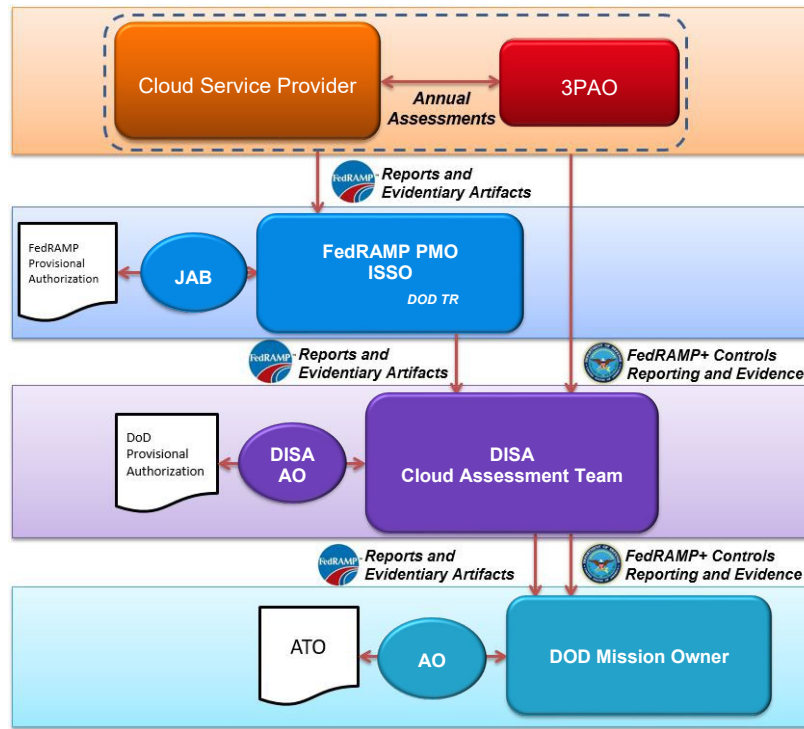 Cloud Service Provider
Annual
Assessments
3PAO
FedRAMP
Reports and
Evidentiary Artifacts
FedRAMP
Provisional
Authorization
JAB
FedRAMP PMO
ISSO
DOD TR
FedRAMP
Reports and
Evidentiary Artifacts
FedRAMP+ Controls
Reporting and Evidence
DoD
Provisional
Authorization
DISA
AO
DISA
Cloud Assessment Team
FedRAMP
Reports and
Evidentiary Artifacts
FedRAMP+ Controls
Reporting and Evidence
ATO
AO
DOD Mission Owner